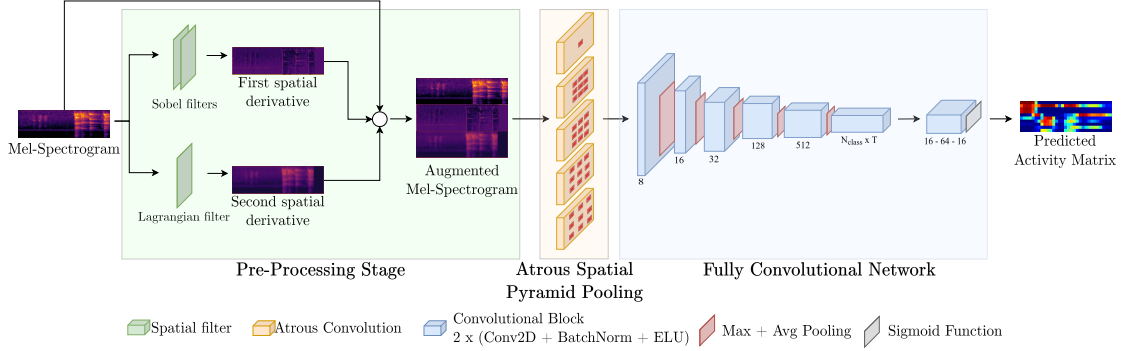 Sobel filters
First spatial
derivative
Mel-Spectrogram
Augmented
Mel-Spectrogram
Lagrangian filter
Second spatial
derivative
8
16
32
128
512
N_class x T
16 - 64 - 16
Predicted
Activity Matrix
Pre-Processing Stage
Atrous Spatial
Pyramid Pooling
Fully Convolutional Network
Spatial filter
Atrous Convolution
Convolutional Block
2 x (Conv2D + BatchNorm + ELU)
Max + Avg Pooling
Sigmoid Function